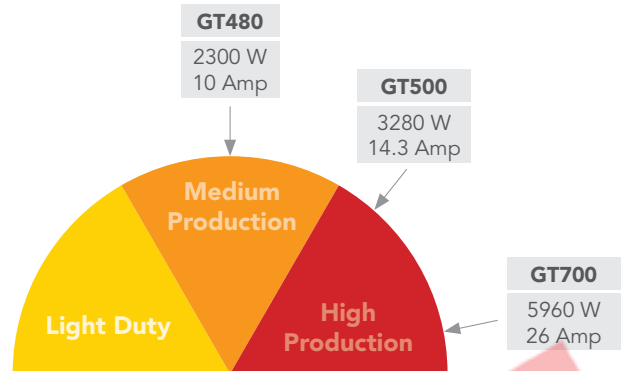 GT480
2300 W
10 Amp
GT500
3280 W
14.3 Amp
Medium
Production
GT700
5960 W
26 Amp
Light Duty
High
Production